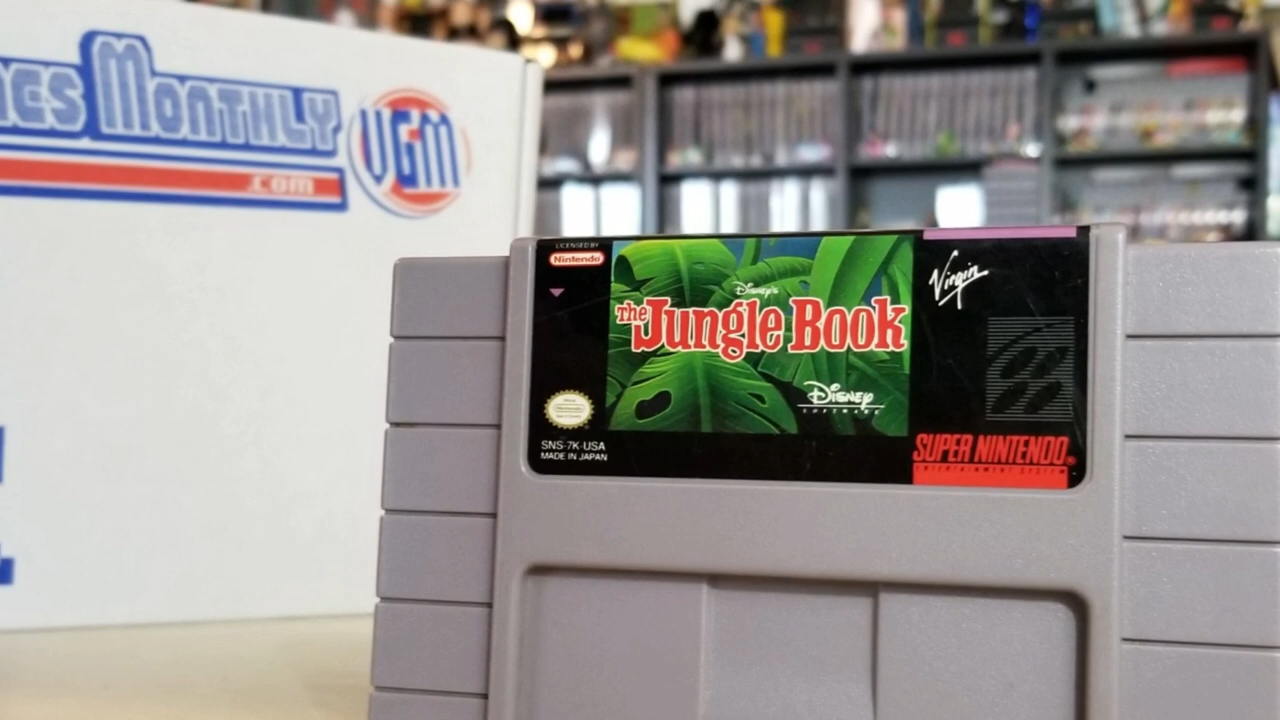 Monthly
.com
VGM
LICENSED BY
Nintendo
Disney's
The Jungle Book
Disney
SOFTWARE
Virgin
Nintendo
SNS-7K-USA
MADE IN JAPAN
SUPER NINTENDO®
ENTERTAINMENT SYSTEM